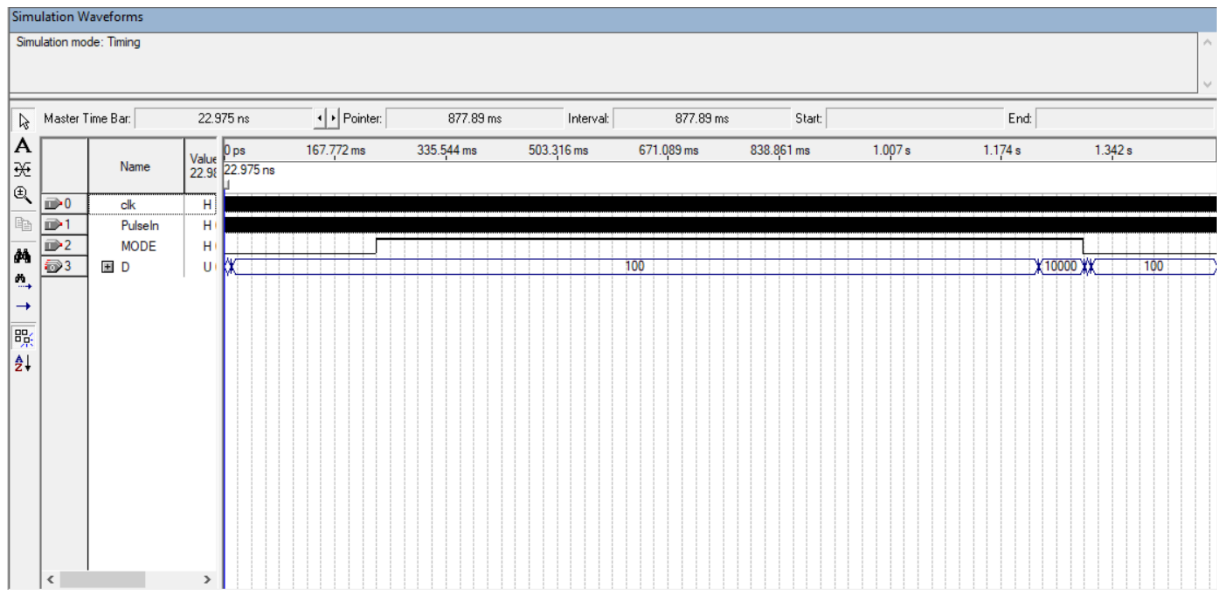 Simulation Waveforms
Simulation mode: Timing
Master Time Bar: 22.975 ns Pointer: 877.89 ms Interval: 877.89 ms Start: End:
Name Value 22.98 0 ps 167.772 ms 335.544 ms 503.316 ms 671.089 ms 838.861 ms 1.007 s 1.174 s 1.342 s
22.975 ns
0 clk H
1 PulseIn H
2 MODE H
3 D U 100 10000 100